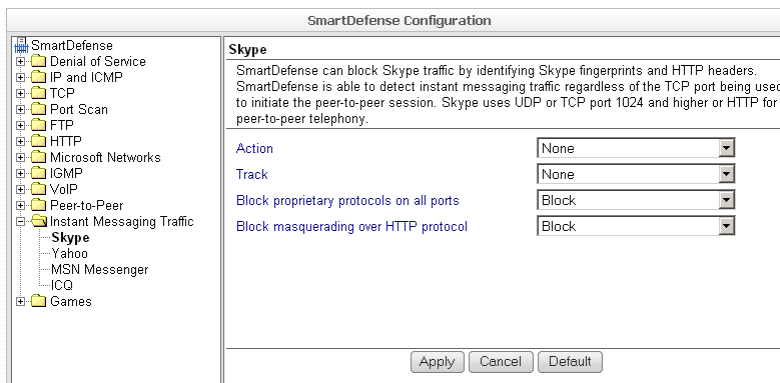 SmartDefense Configuration
SmartDefense
Denial of Service
IP and ICMP
TCP
Port Scan
FTP
HTTP
Microsoft Networks
IGMP
VoIP
Peer-to-Peer
Instant Messaging Traffic
Skype
Yahoo
MSN Messenger
ICQ
Games
Skype
SmartDefense can block Skype traffic by identifying Skype fingerprints and HTTP headers.
SmartDefense is able to detect instant messaging traffic regardless of the TCP port being used
to initiate the peer-to-peer session. Skype uses UDP or TCP port 1024 and higher or HTTP for
peer-to-peer telephony.
Action None
Track None
Block proprietary protocols on all ports Block
Block masquerading over HTTP protocol Block
Apply Cancel Default